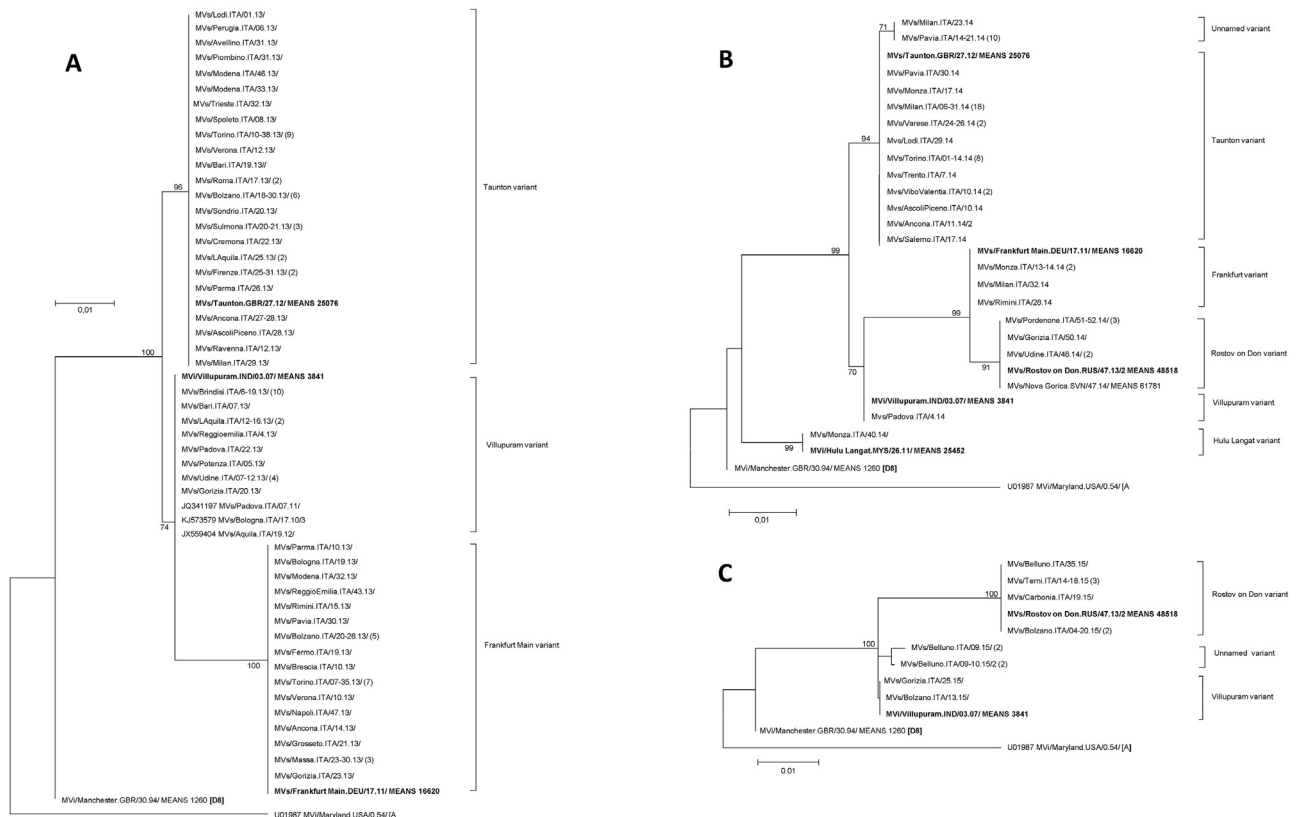 A
MVs/Lodi.ITA/01.13/
MVs/Perugia.ITA/06.13/
MVs/Avellino.ITA/31.13/
MVs/Piombino.ITA/31.13/
MVs/Modena.ITA/46.13/
MVs/Modena.ITA/33.13/
MVs/Trieste.ITA/32.13/
MVs/Spoleto.ITA/08.13/
MVs/Torino.ITA/10-38.13/ (9)
MVs/Verona.ITA/12.13/
MVs/Bari.ITA/19.13//
MVs/Roma.ITA/17.13/ (2)
96
MVs/Bolzano.ITA/18-30.13/ (6)
Taunton variant
MVs/Sondrio.ITA/20.13/
MVs/Sulmona.ITA/20-21.13/ (3)
MVs/Cremona.ITA/22.13/
MVs/LAquila.ITA/25.13/ (2)
MVs/Firenze.ITA/25-31.13/ (2)
MVs/Parma.ITA/26.13/
MVs/Taunton.GBR/27.12/ MEANS 25076
0,01
MVs/Ancona.ITA/27-28.13/
MVs/AscoliPiceno.ITA/28.13/
MVs/Ravenna.ITA/12.13/
100
MVs/Milan.ITA/29.13/
MVi/Villupuram.IND/03.07/ MEANS 3841
MVs/Brindisi.ITA/6-19.13/ (10)
MVs/Bari.ITA/07.13/
MVs/LAquila.ITA/12-16.13/ (2)
MVs/Reggioemilia.ITA/4.13/
Villupuram variant
MVs/Padova.ITA/22.13/
MVs/Potenza.ITA/05.13/
MVs/Udine.ITA/07-12.13/ (4)
MVs/Gorizia.ITA/20.13/
JQ341197 MVs/Padova.ITA/07.11/
KJ573579 MVs/Bologna.ITA/17.10/3
74
JX559404 MVs/Aquila.ITA/19.12/
MVs/Parma.ITA/10.13/
MVs/Bologna.ITA/19.13/
MVs/Modena.ITA/32.13/
MVs/ReggioEmilia.ITA/43.13/
MVs/Rimini.ITA/15.13/
MVs/Pavia.ITA/30.13/
MVs/Bolzano.ITA/20-26.13/ (5)
MVs/Fermo.ITA/19.13/
Frankfurt Main variant
MVs/Brescia.ITA/10.13/
100
MVs/Torino.ITA/07-35.13/ (7)
MVs/Verona.ITA/10.13/
MVs/Napoli.ITA/47.13/
MVs/Ancona.ITA/14.13/
MVs/Grosseto.ITA/21.13/
MVs/Massa.ITA/23-30.13/ (3)
MVs/Gorizia.ITA/23.13/
MVs/Frankfurt Main.DEU/17.11/ MEANS 16620
MVi/Manchester.GBR/30.94/ MEANS 1260 [D8]
U01987 MVi/Maryland.USA/0.54/ [A
B
MVs/Milan.ITA/23.14
71
Unnamed variant
MVs/Pavia.ITA/14-21.14 (10)
MVs/Taunton.GBR/27.12/ MEANS 25076
MVs/Pavia.ITA/30.14
MVs/Monza.ITA/17.14
MVs/Milan.ITA/06-31.14 (18)
MVs/Varese.ITA/24-26.14 (2)
94
Taunton variant
Mvs/Lodi.ITA/29.14
MVs/Torino.ITA/01-14.14 (8)
MVs/Trento.ITA/7.14
MVs/ViboValentia.ITA/10.14 (2)
MVs/AscoliPiceno.ITA/10.14
MVs/Ancona.ITA/11.14/2
MVs/Salerno.ITA/17.14
99
MVs/Frankfurt Main.DEU/17.11/ MEANS 16620
MVs/Monza.ITA/13-14.14 (2)
Frankfurt variant
MVs/Milan.ITA/32.14
MVs/Rimini.ITA/28.14
99
MVs/Pordenone.ITA/51-52.14/ (3)
MVs/Gorizia.ITA/50.14/
MVs/Udine.ITA/48.14/ (2)
Rostov on Don variant
91
MVs/Rostov on Don.RUS/47.13/2 MEANS 48518
MVs/Nova Gorica.SVN/47.14/ MEANS 61781
70
MVi/Villupuram.IND/03.07/ MEANS 3841
Villupuram variant
Mvs/Padova.ITA/4.14
MVs/Monza.ITA/40.14/
Hulu Langat variant
99
MVi/Hulu Langat.MYS/26.11/ MEANS 25452
MVi/Manchester.GBR/30.94/ MEANS 1260 [D8]
U01987 MVi/Maryland.USA/0.54/ [A
0,01
C
MVs/Belluno.ITA/35.15/
MVs/Terni.ITA/14-18.15 (3)
100
MVs/Carbonia.ITA/19.15/
Rostov on Don variant
MVs/Rostov on Don.RUS/47.13/2 MEANS 48518
MVs/Bolzano.ITA/04-20.15/ (2)
100
MVs/Belluno.ITA/09.15/ (2)
Unnamed variant
MVs/Belluno.ITA/09-10.15/2 (2)
MVs/Gorizia.ITA/25.15/
MVs/Bolzano.ITA/13.15/
Villupuram variant
MVi/Villupuram.IND/03.07/ MEANS 3841
MVi/Manchester.GBR/30.94/ MEANS 1260 [D8]
U01987 MVi/Maryland.USA/0.54/ [A]
0.01